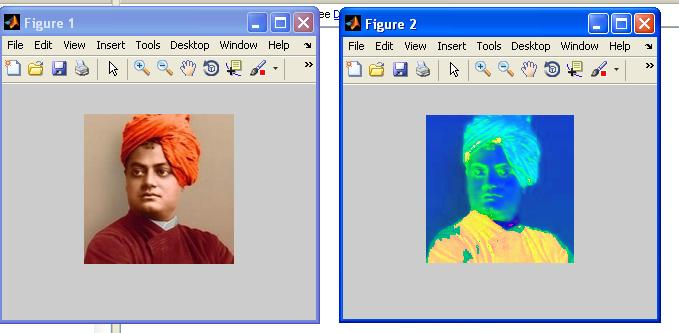 Figure 1
File Edit View Insert Tools Desktop Window Help
Figure 2
File Edit View Insert Tools Desktop Window Help